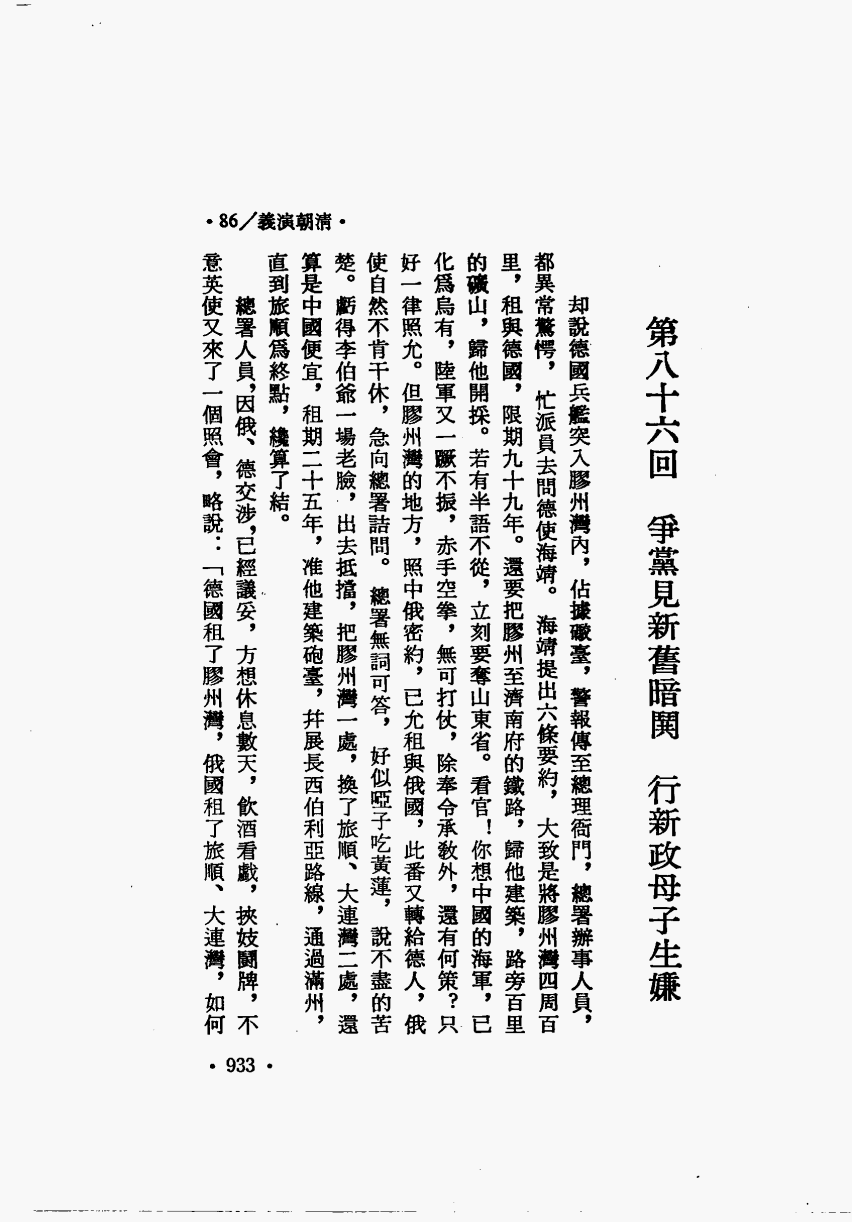 •86／義演朝清•
第八十六回　爭黨見新舊暗鬨　行新政母子生嫌
却說德國兵艦突入膠州灣內，佔據礮臺，警報傳至總理衙門，總署辦事人員，
都異常驚愕，忙派員去問德使海靖。海靖提出六條要約，大致是將膠州灣四周百
里，租與德國，限期九十九年。還要把膠州至濟南府的鐵路，歸他建築，路旁百里
的礦山，歸他開採。若有半語不從，立刻要奪山東省。看官！你想中國的海軍，已
化爲烏有，陸軍又一蹶不振，赤手空拳，無可打仗，除奉令承教外，還有何策？只
好一律照允。但膠州灣的地方，照中俄密約，已允租與俄國，此番又轉給德人，俄
使自然不肯干休，急向總署詰問。總署無詞可答，好似啞子吃黃蓮，說不盡的苦
楚。虧得李伯爺一場老臉，出去抵擋，把膠州灣一處，換了旅順、大連灣二處，還
算是中國便宜，租期二十五年，准他建築砲臺，幷展長西伯利亞路線，通過滿州，
直到旅順爲終點，纔算了結。
總署人員，因俄、德交涉，已經議妥，方想休息數天，飲酒看戲，挾妓鬭牌，不
意英使又來了一個照會，略說：「德國租了膠州灣，俄國租了旅順、大連灣，如何
•933•